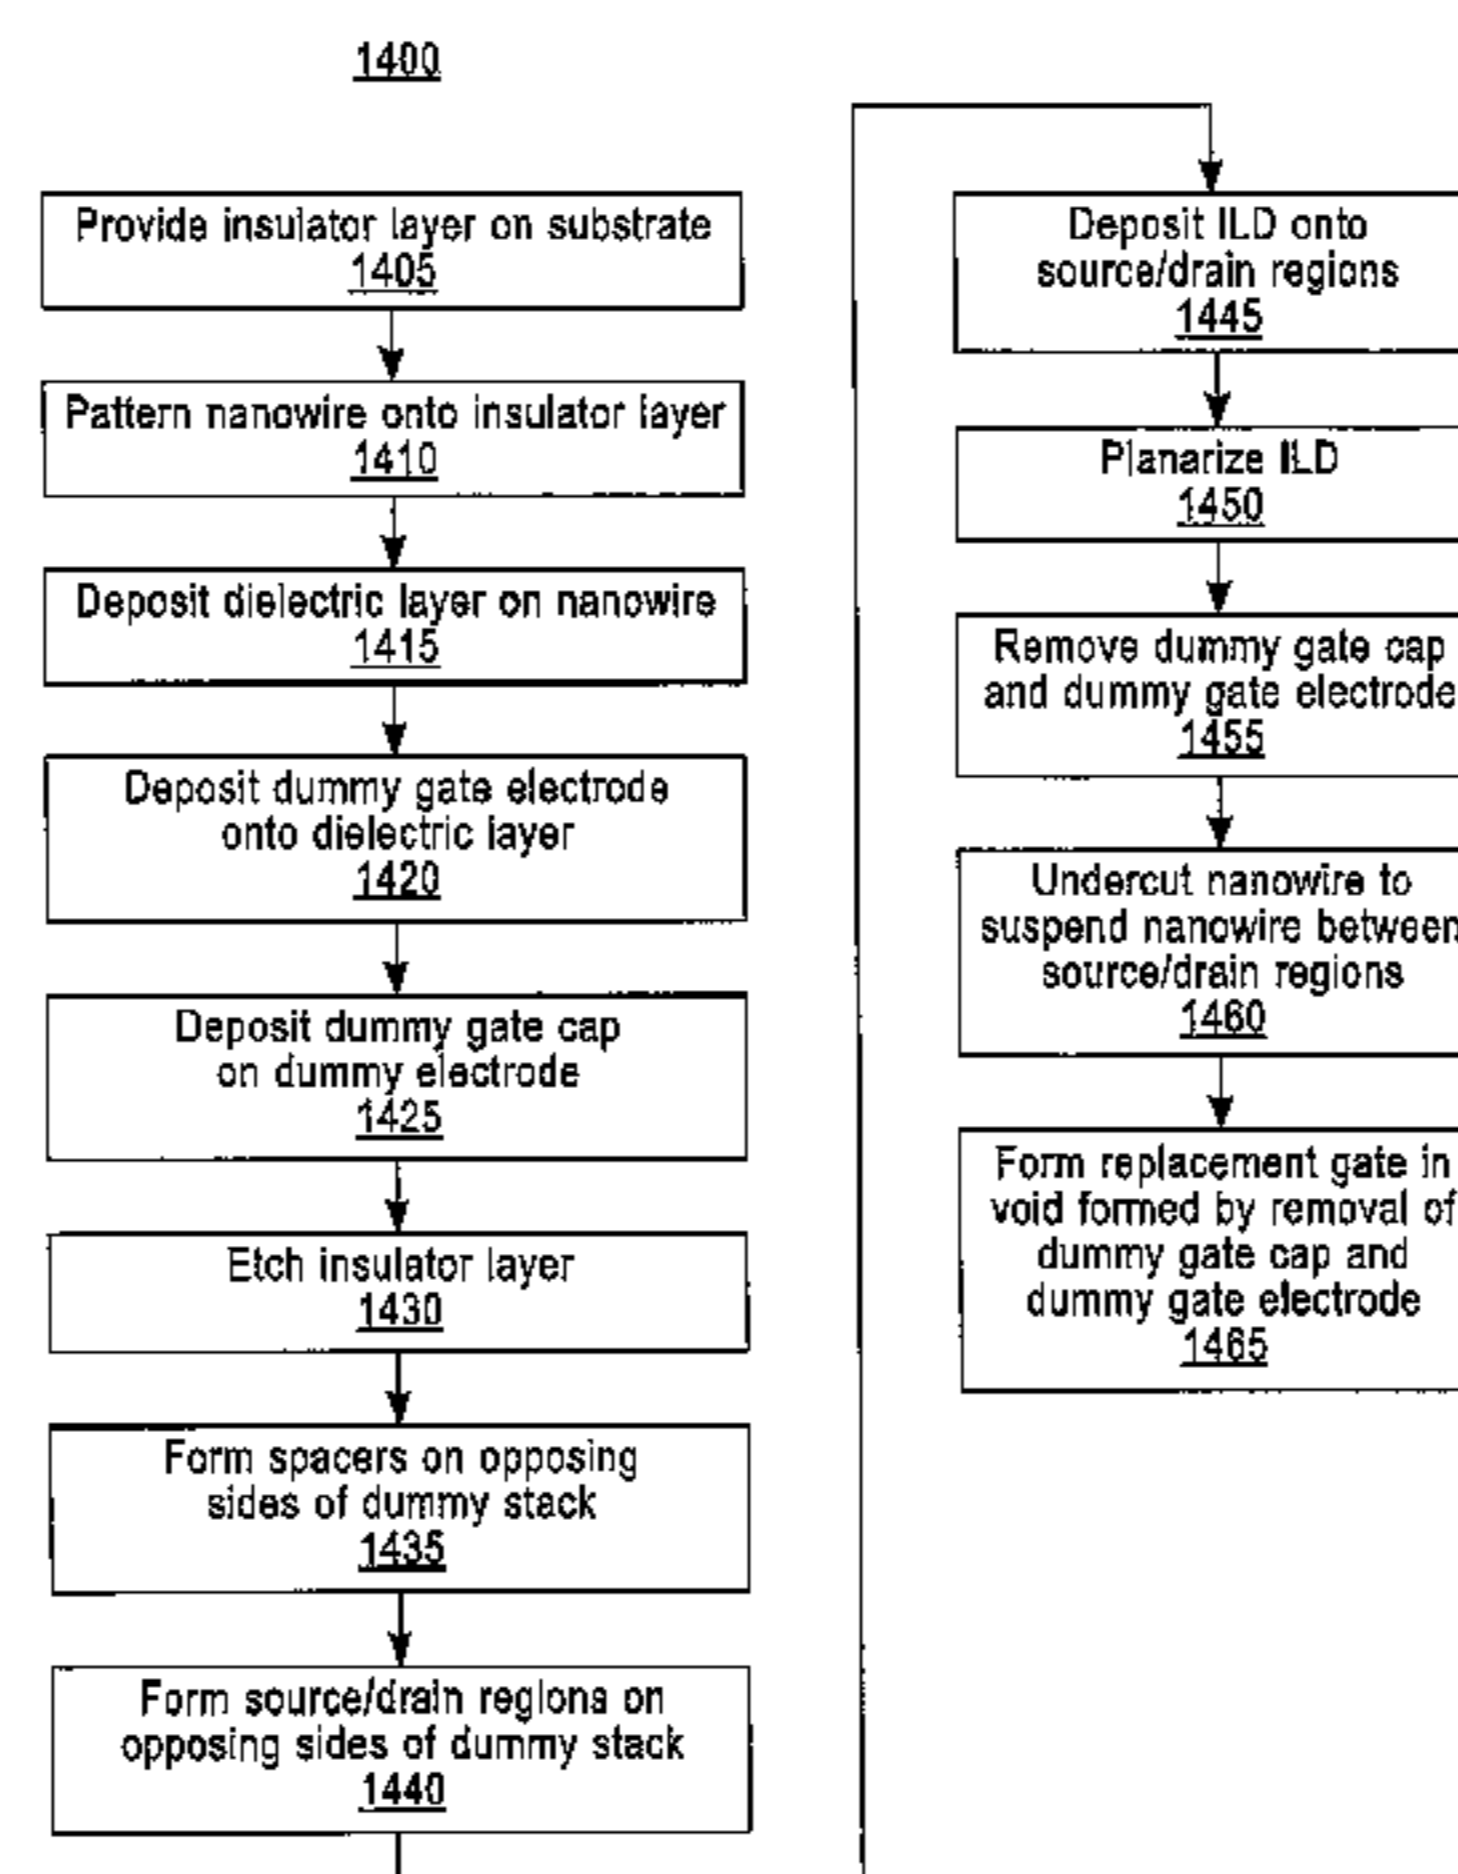 1400
Provide insulator layer on substrate
1405
Pattern nanowire onto insulator layer
1410
Deposit dielectric layer on nanowire
1415
Deposit dummy gate electrode
onto dielectric layer
1420
Deposit dummy gate cap
on dummy electrode
1425
Etch insulator layer
1430
Form spacers on opposing
sides of dummy stack
1435
Form source/drain regions on
opposing sides of dummy stack
1440
Deposit ILD onto
source/drain regions
1445
Planarize ILD
1450
Remove dummy gate cap
and dummy gate electrode
1455
Undercut nanowire to
suspend nanowire between
source/drain regions
1460
Form replacement gate in
void formed by removal of
dummy gate cap and
dummy gate electrode
1465